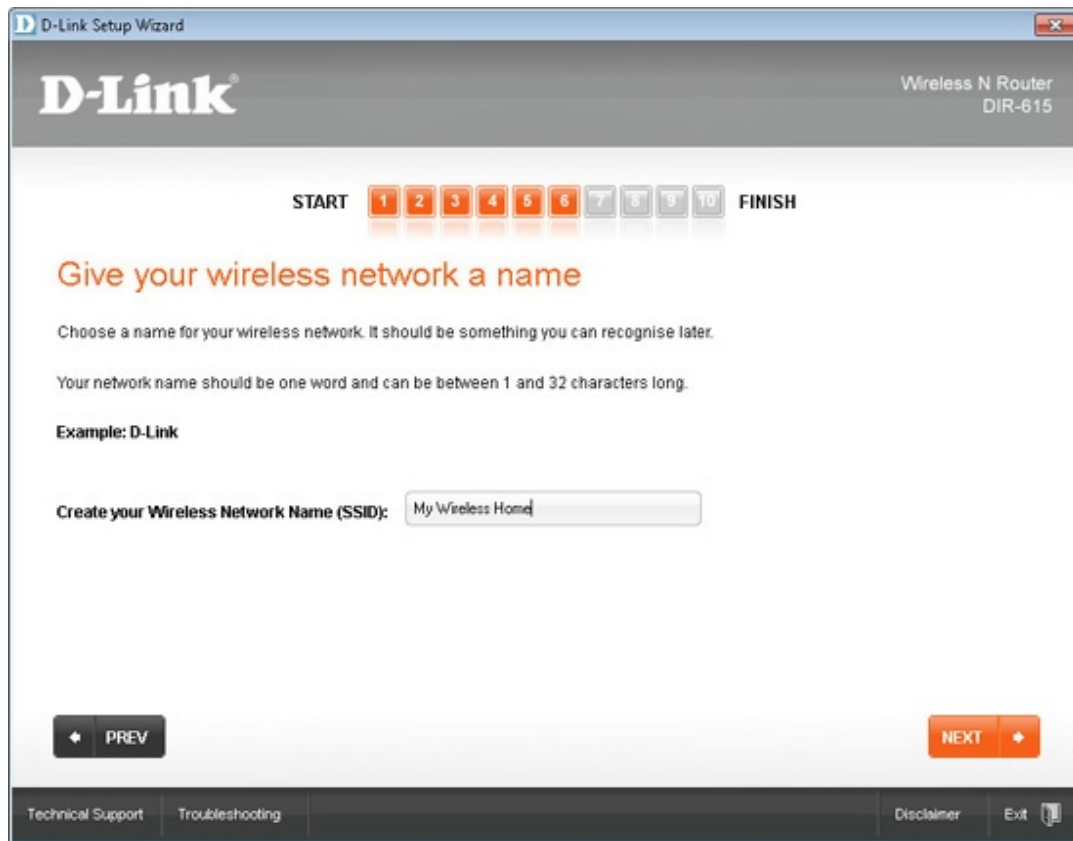 D-Link Setup Wizard
D-Link®
Wireless N Router
DIR-615
START 1 2 3 4 5 6 7 8 9 10 FINISH
Give your wireless network a name
Choose a name for your wireless network. It should be something you can recognise later.
Your network name should be one word and can be between 1 and 32 characters long.
Example: D-Link
Create your Wireless Network Name (SSID): My Wireless Home
PREV
NEXT
Technical Support Troubleshooting Disclaimer Exit